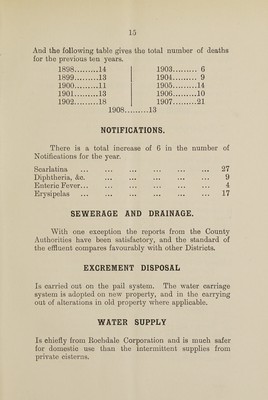 15
And the following table gives the total number of deaths
for the previous ten years.
1898.........14 1903......... 6
1899.........13 1904......... 9
1900.........11 1905.........14
1901.........13 1906.........10
1902.........18 1907.........21
1908.........13
NOTIFICATIONS.
There is a total increase of 6 in the number of
Notifications for the year.
Scarlatina ... ... ... ... ... ... 27
Diphtheria, &c. ... ... ... ... ... 9
Enteric Fever... ... ... ... ... ... 4
Erysipelas ... ... ... ... ... ... 17
SEWERAGE AND DRAINAGE.
With one exception the reports from the County
Authorities have been satisfactory, and the standard of
the effluent compares favourably with other Districts.
EXCREMENT DISPOSAL
Is carried out on the pail system. The water carriage
system is adopted on new property, and in the carrying
out of alterations in old property where applicable.
WATER SUPPLY
Is chiefly from Rochdale Corporation and is much safer
for domestic use than the intermittent supplies from
private cisterns.